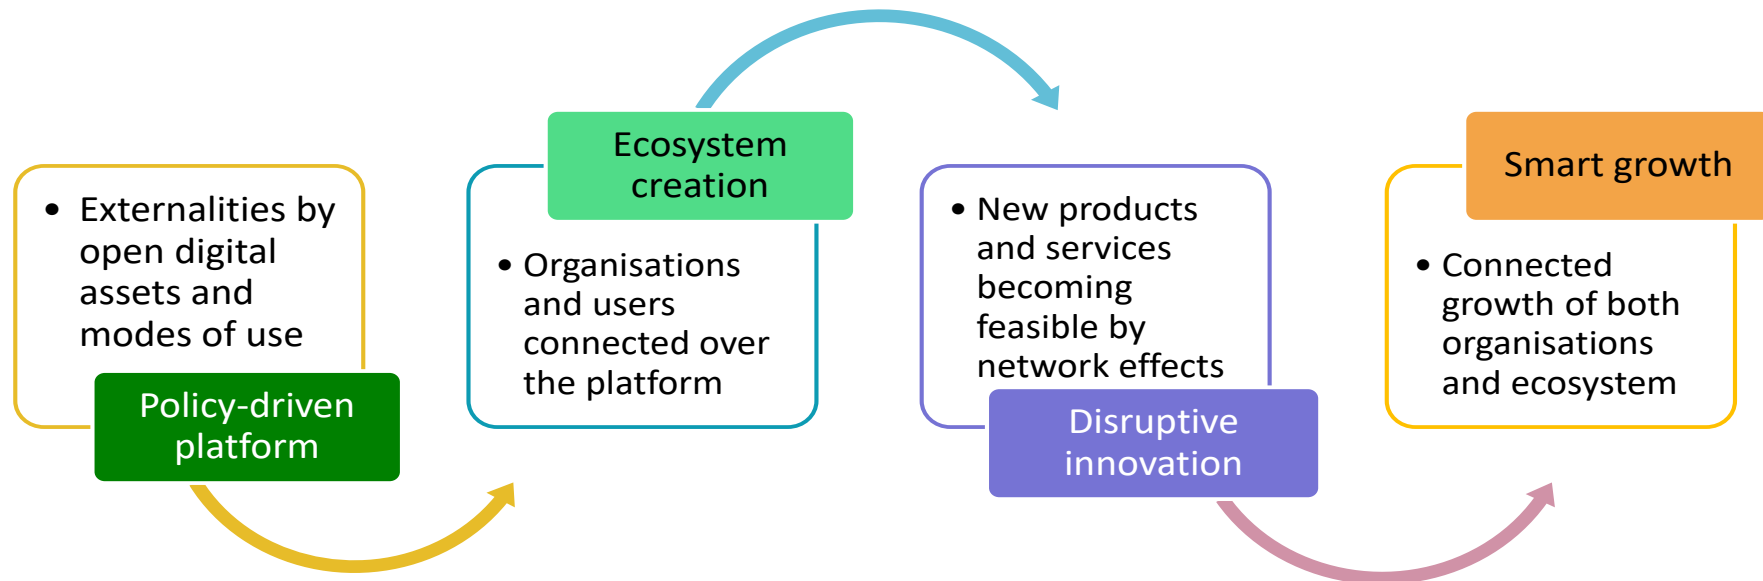 • Externalities by
open digital
assets and
modes of use
Policy-driven
platform
Ecosystem
creation
• Organisations
and users
connected over
the platform
• New products
and services
becoming
feasible by
network effects
Disruptive
innovation
Smart growth
• Connected
growth of both
organisations
and ecosystem